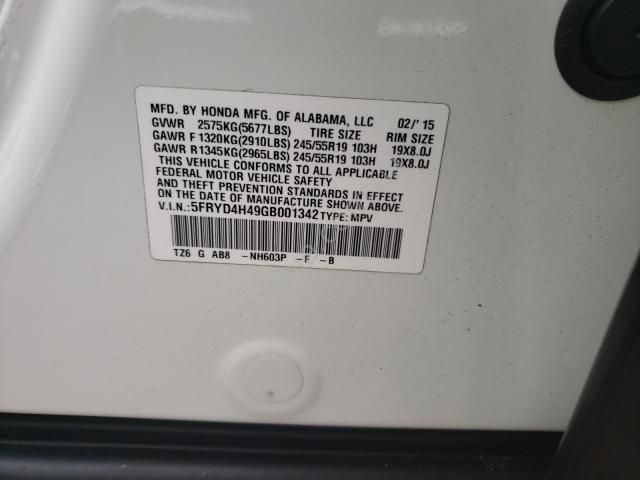 MFD. BY HONDA MFG. OF ALABAMA, LLC 02/'15
GVWR 2575KG(5677LBS) TIRE SIZE RIM SIZE
GAWR F 1320KG(2910LBS) 245/55R19 103H 19X8.0J
GAWR R1345KG(2965LBS) 245/55R19 103H 19X8.0J
THIS VEHICLE CONFORMS TO ALL APPLICABLE
FEDERAL MOTOR VEHICLE SAFETY
AND THEFT PREVENTION STANDARDS IN EFFECT
ON THE DATE OF MANUFACTURE SHOWN ABOVE.
V.I.N.:5FRYD4H49GB001342 TYPE: MPV
TZ6 G AB8 -NH603P -F -B